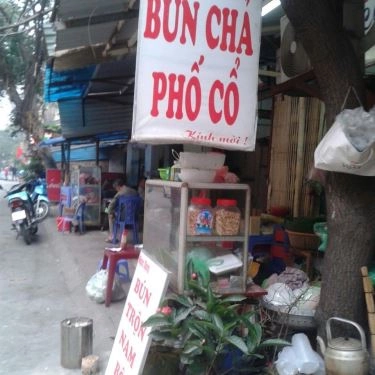 BÚN CHẢ
PHỐ CỔ
Kính mời!
BÚN
TRỘN
NAM